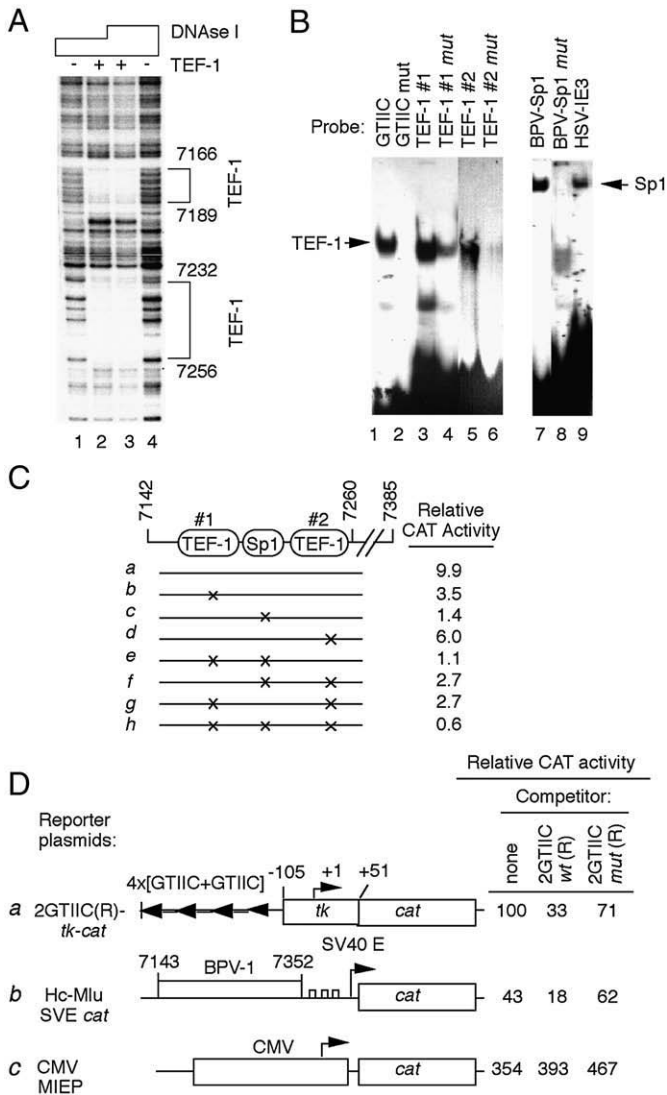 A
DNAse I
- + + - TEF-1
7166
TEF-1
7189
7232
TEF-1
7256
1 2 3 4
B
Probe:
GTIIC
GTIIC mut
TEF-1 #1
TEF-1 #1 mut
TEF-1 #2
TEF-1 #2 mut
BPV-Sp1
BPV-Sp1 mut
HSV-IE3
Sp1
TEF-1
1 2 3 4 5 6 7 8 9
C
7142 7260 7385
Relative
CAT Activity
#1 #2
TEF-1 Sp1 TEF-1
a 9.9
b x 3.5
c x 1.4
d x 6.0
e x x 1.1
f x x 2.7
g x x 2.7
h x x x 0.6
D
Relative CAT activity
Competitor:
Reporter
plasmids:
none
2GTIIC
wt (R)
2GTIIC
mut (R)
-105 +1 +51
4x[GTIIC+GTIIC]
a 2GTIIC(R)- tk cat 100 33 71
tk-cat
SV40 E
7143 BPV-1 7352
b Hc-Mlu cat 43 18 62
SVE cat
CMV
c CMV cat 354 393 467
MIEP